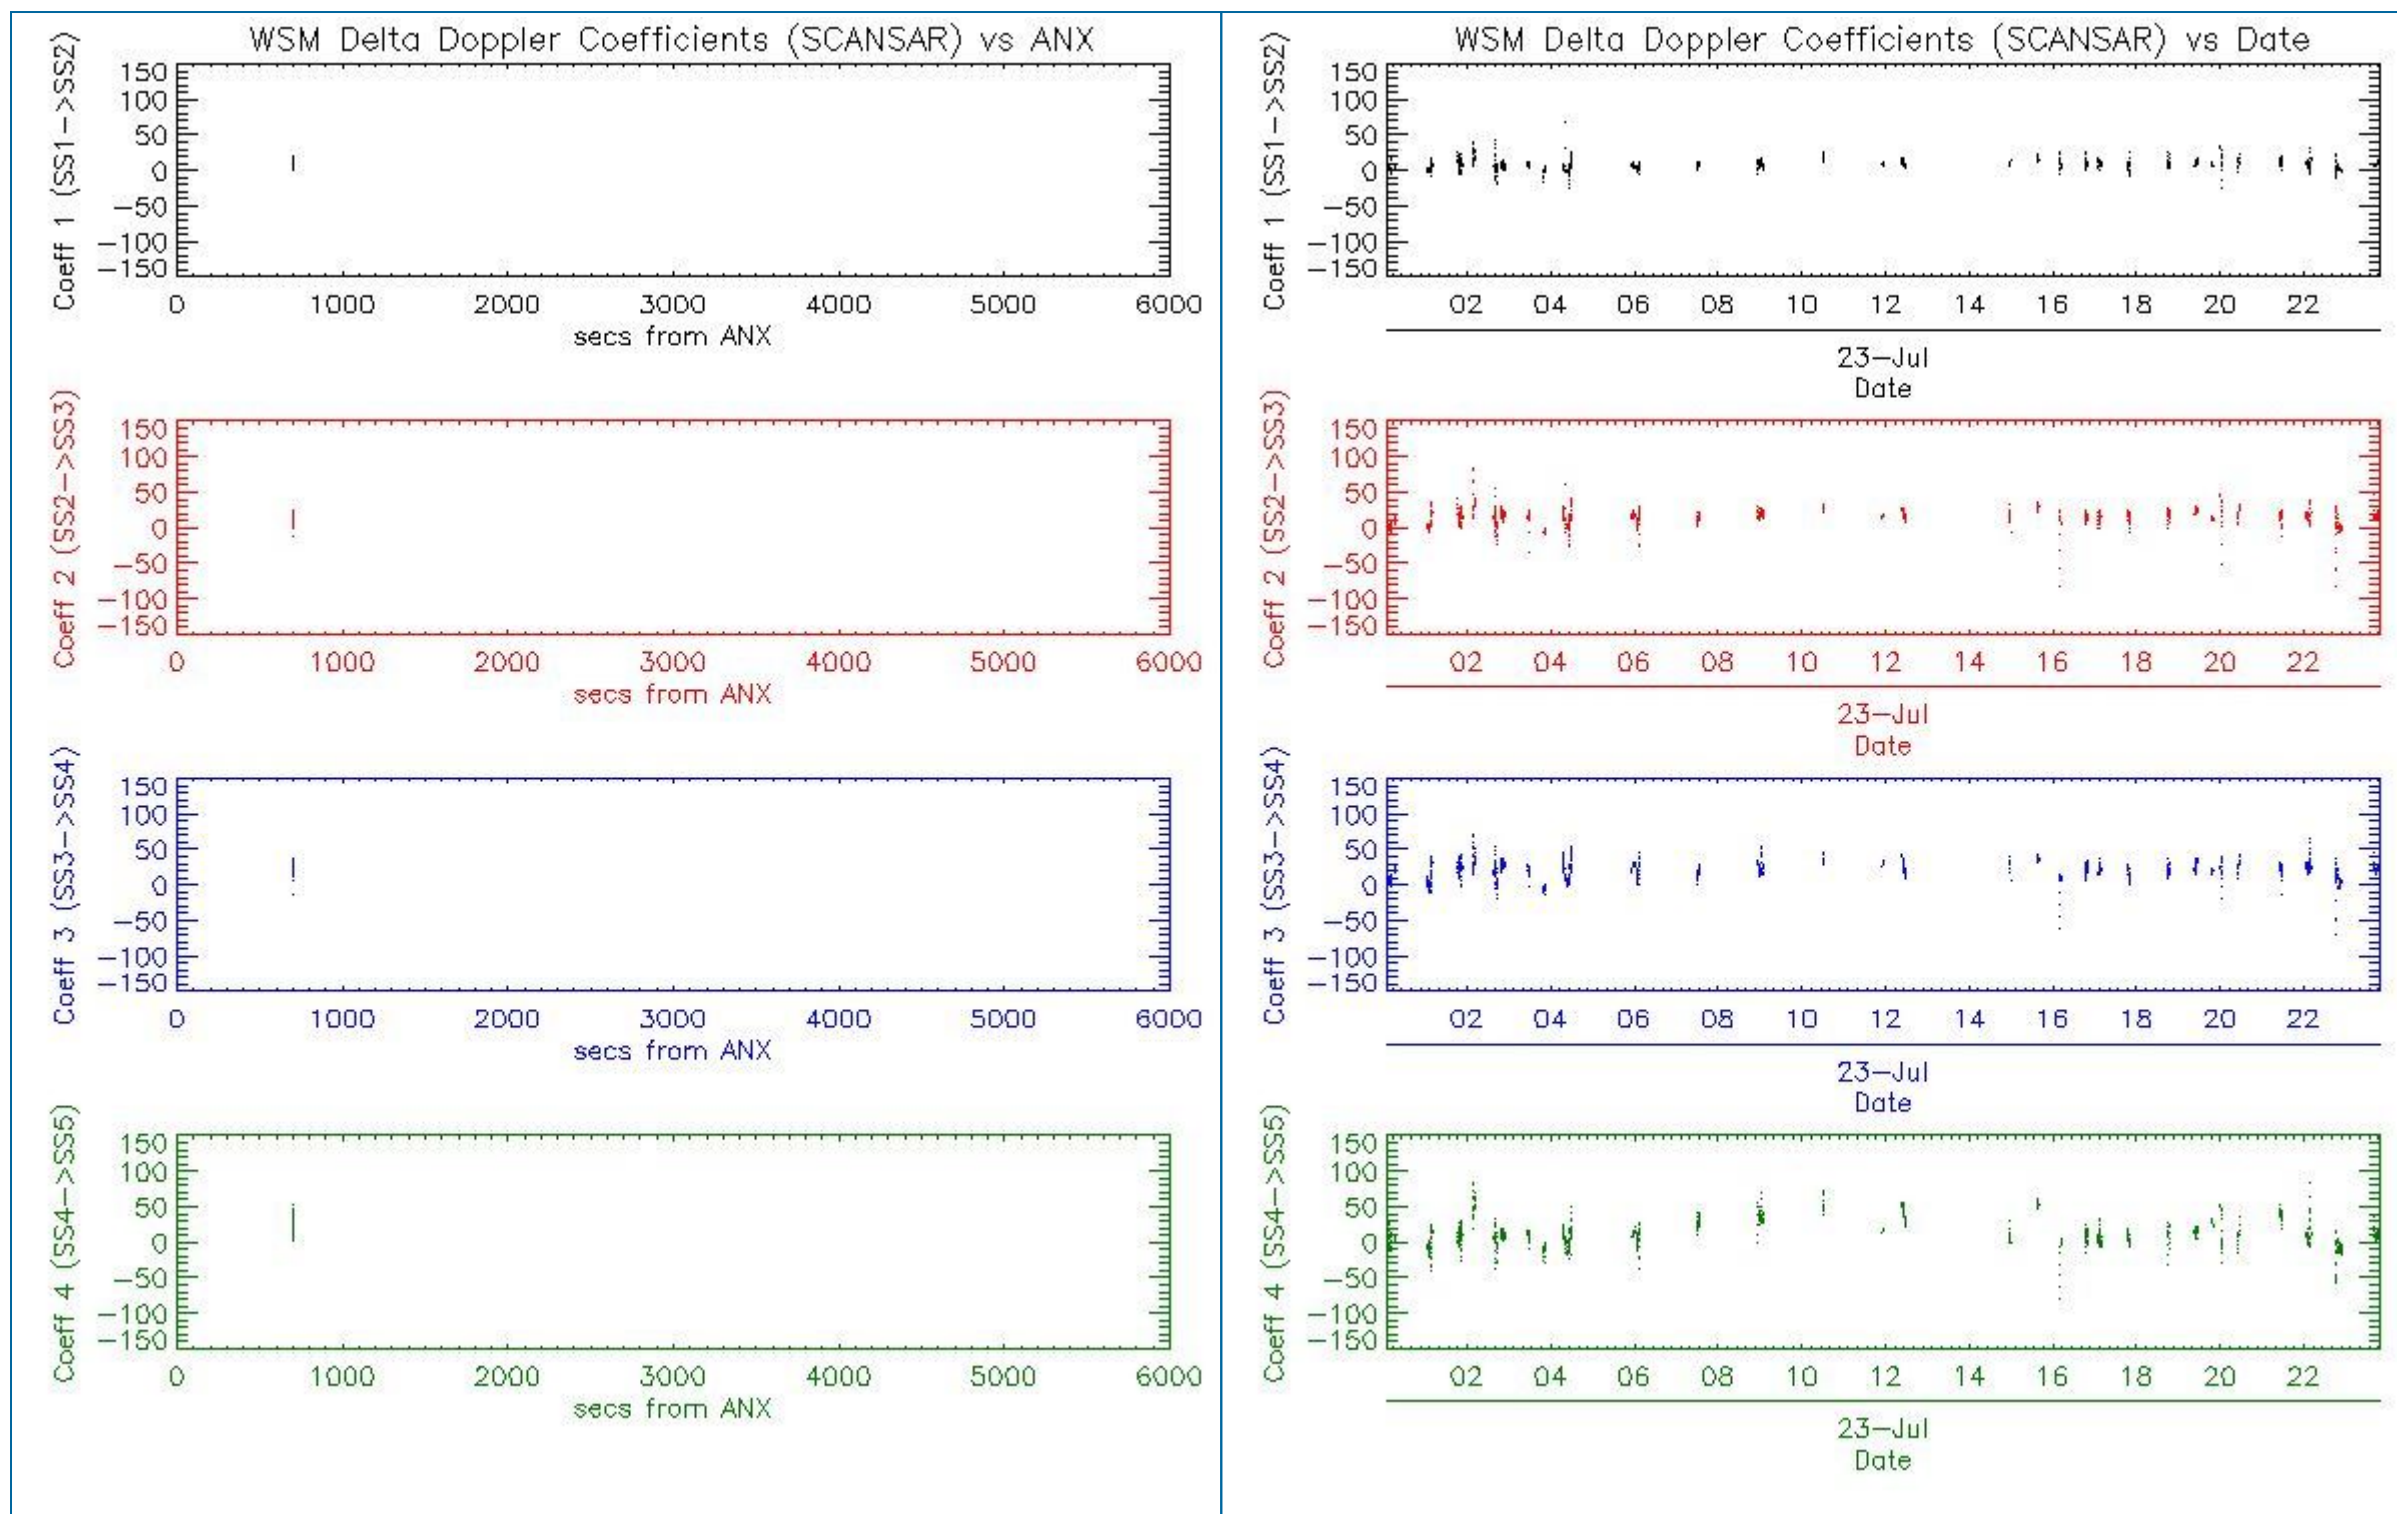 WSM Delta Doppler Coefficients (SCANSAR) vs ANX
Coeff 1 (SS1->SS2)
150
100
50
0
-50
-100
-150
0 1000 2000 3000 4000 5000 6000
secs from ANX
Coeff 2 (SS2->SS3)
150
100
50
0
-50
-100
-150
0 1000 2000 3000 4000 5000 6000
secs from ANX
Coeff 3 (SS3->SS4)
150
100
50
0
-50
-100
-150
0 1000 2000 3000 4000 5000 6000
secs from ANX
Coeff 4 (SS4->SS5)
150
100
50
0
-50
-100
-150
0 1000 2000 3000 4000 5000 6000
secs from ANX
WSM Delta Doppler Coefficients (SCANSAR) vs Date
Coeff 1 (SS1->SS2)
150
100
50
0
-50
-100
-150
02 04 06 08 10 12 14 16 18 20 22
23-Jul
Date
Coeff 2 (SS2->SS3)
150
100
50
0
-50
-100
-150
02 04 06 08 10 12 14 16 18 20 22
23-Jul
Date
Coeff 3 (SS3->SS4)
150
100
50
0
-50
-100
-150
02 04 06 08 10 12 14 16 18 20 22
23-Jul
Date
Coeff 4 (SS4->SS5)
150
100
50
0
-50
-100
-150
02 04 06 08 10 12 14 16 18 20 22
23-Jul
Date